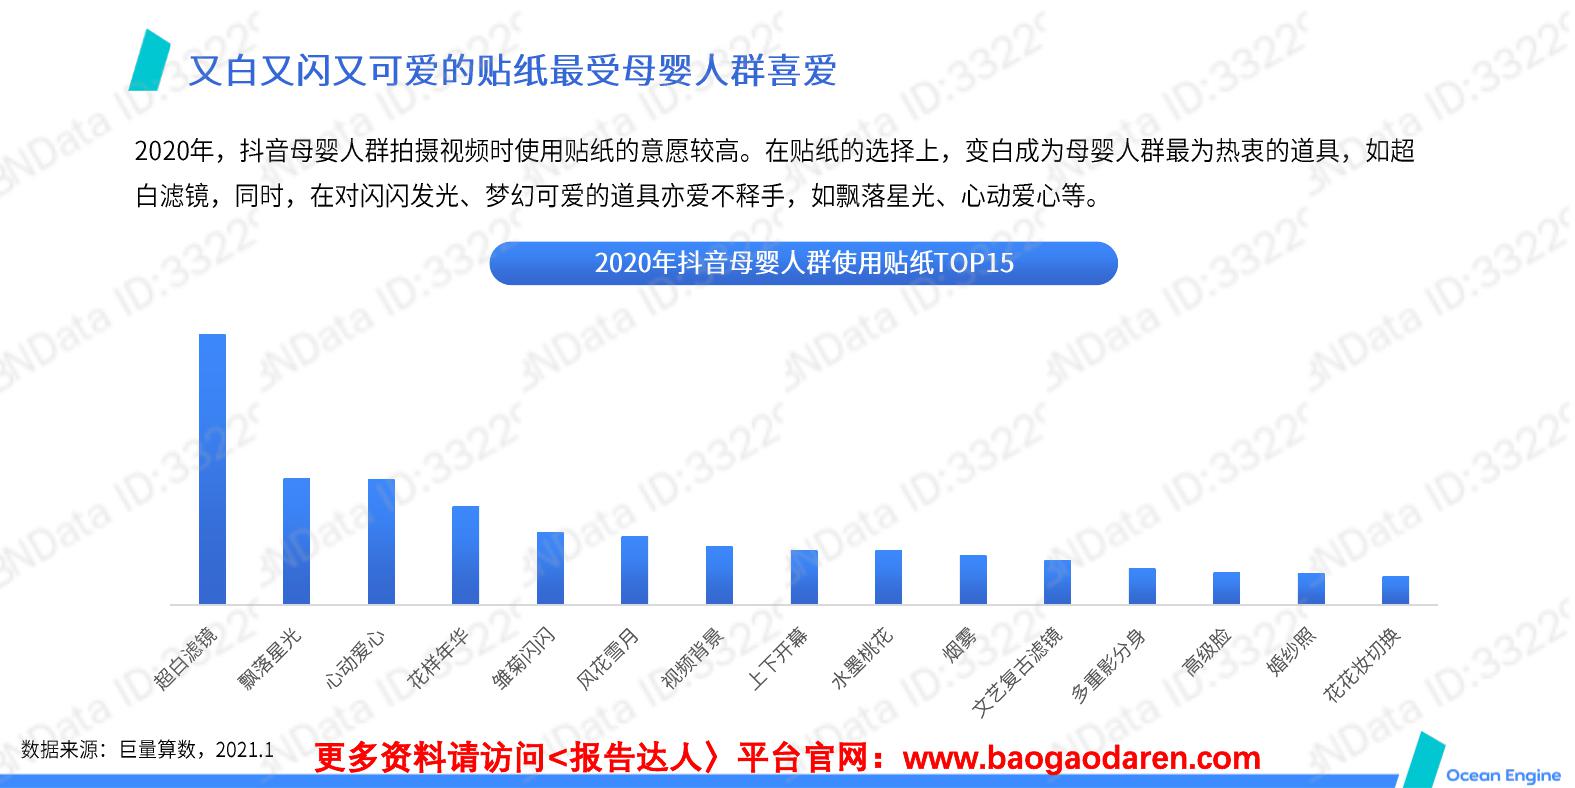 又白又闪又可爱的贴纸最受母婴人群喜爱
2020年，抖音母婴人群拍摄视频时使用贴纸的意愿较高。在贴纸的选择上，变白成为母婴人群最为热衷的道具，如超
白滤镜，同时，在对闪闪发光、梦幻可爱的道具亦爱不释手，如飘落星光、心动爱心等。
2020年抖音母婴人群使用贴纸TOP15
超白滤镜
飘落星光
心动爱心
花样年华
雏菊闪闪
风花雪月
视频背景
上下开幕
水墨桃花
烟雾
文艺复古滤镜
多重影分身
高级脸
婚纱照
花花妆切换
数据来源：巨量算数，2021.1
更多资料请访问<报告达人〉平台官网：www.baogaodaren.com
Ocean Engine